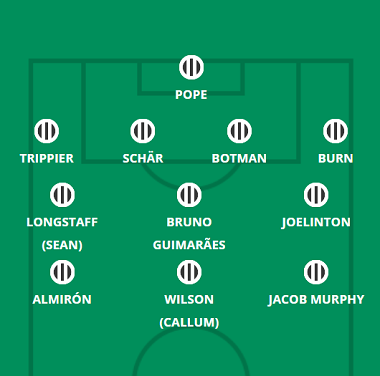 POPE
TRIPPIER SCHÄR BOTMAN BURN
LONGSTAFF
(SEAN)
BRUNO
GUIMARÃES
JOELINTON
ALMIRÓN
WILSON
(CALLUM)
JACOB MURPHY